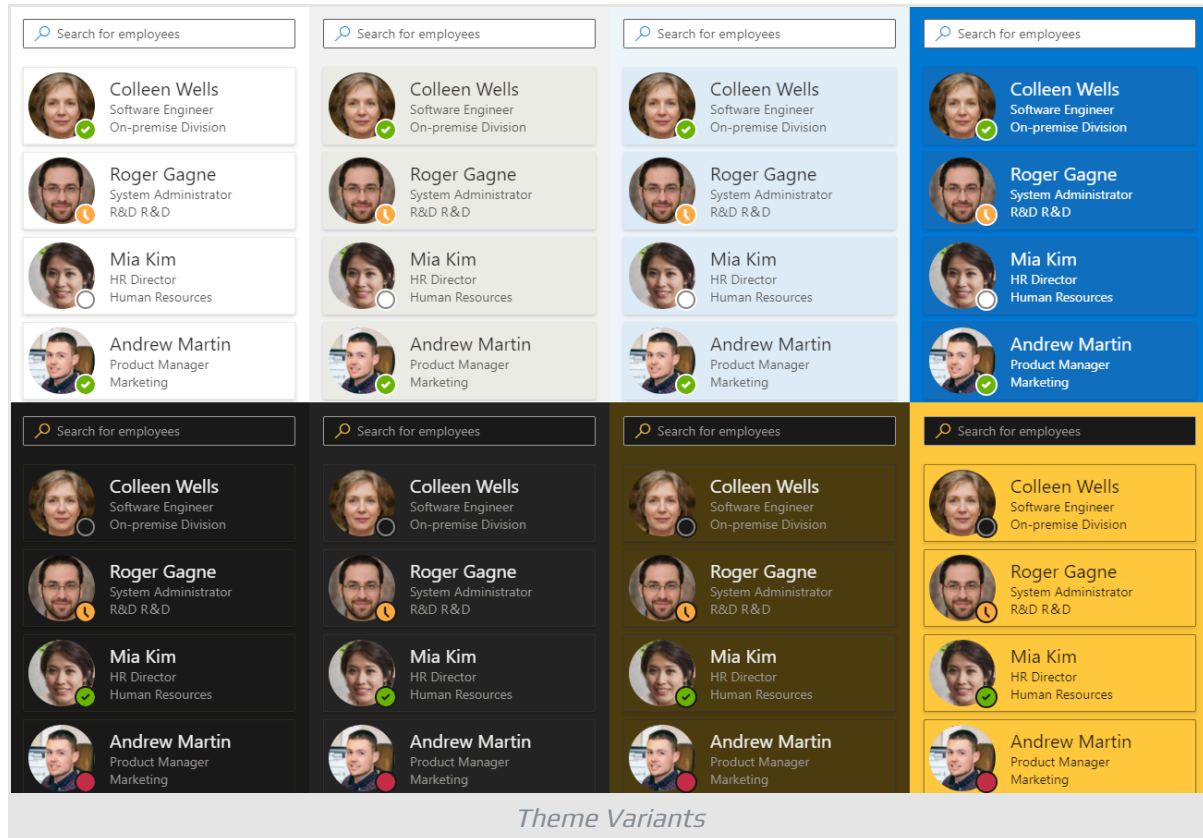 Search for employees
Colleen Wells
Software Engineer
On-premise Division
Roger Gagne
System Administrator
R&D R&D
Mia Kim
HR Director
Human Resources
Andrew Martin
Product Manager
Marketing
Search for employees
Colleen Wells
Software Engineer
On-premise Division
Roger Gagne
System Administrator
R&D R&D
Mia Kim
HR Director
Human Resources
Andrew Martin
Product Manager
Marketing
Search for employees
Colleen Wells
Software Engineer
On-premise Division
Roger Gagne
System Administrator
R&D R&D
Mia Kim
HR Director
Human Resources
Andrew Martin
Product Manager
Marketing
Search for employees
Colleen Wells
Software Engineer
On-premise Division
Roger Gagne
System Administrator
R&D R&D
Mia Kim
HR Director
Human Resources
Andrew Martin
Product Manager
Marketing
Search for employees
Colleen Wells
Software Engineer
On-premise Division
Roger Gagne
System Administrator
R&D R&D
Mia Kim
HR Director
Human Resources
Andrew Martin
Product Manager
Marketing
Search for employees
Colleen Wells
Software Engineer
On-premise Division
Roger Gagne
System Administrator
R&D R&D
Mia Kim
HR Director
Human Resources
Andrew Martin
Product Manager
Marketing
Search for employees
Colleen Wells
Software Engineer
On-premise Division
Roger Gagne
System Administrator
R&D R&D
Mia Kim
HR Director
Human Resources
Andrew Martin
Product Manager
Marketing
Search for employees
Colleen Wells
Software Engineer
On-premise Division
Roger Gagne
System Administrator
R&D R&D
Mia Kim
HR Director
Human Resources
Andrew Martin
Product Manager
Marketing
Theme Variants